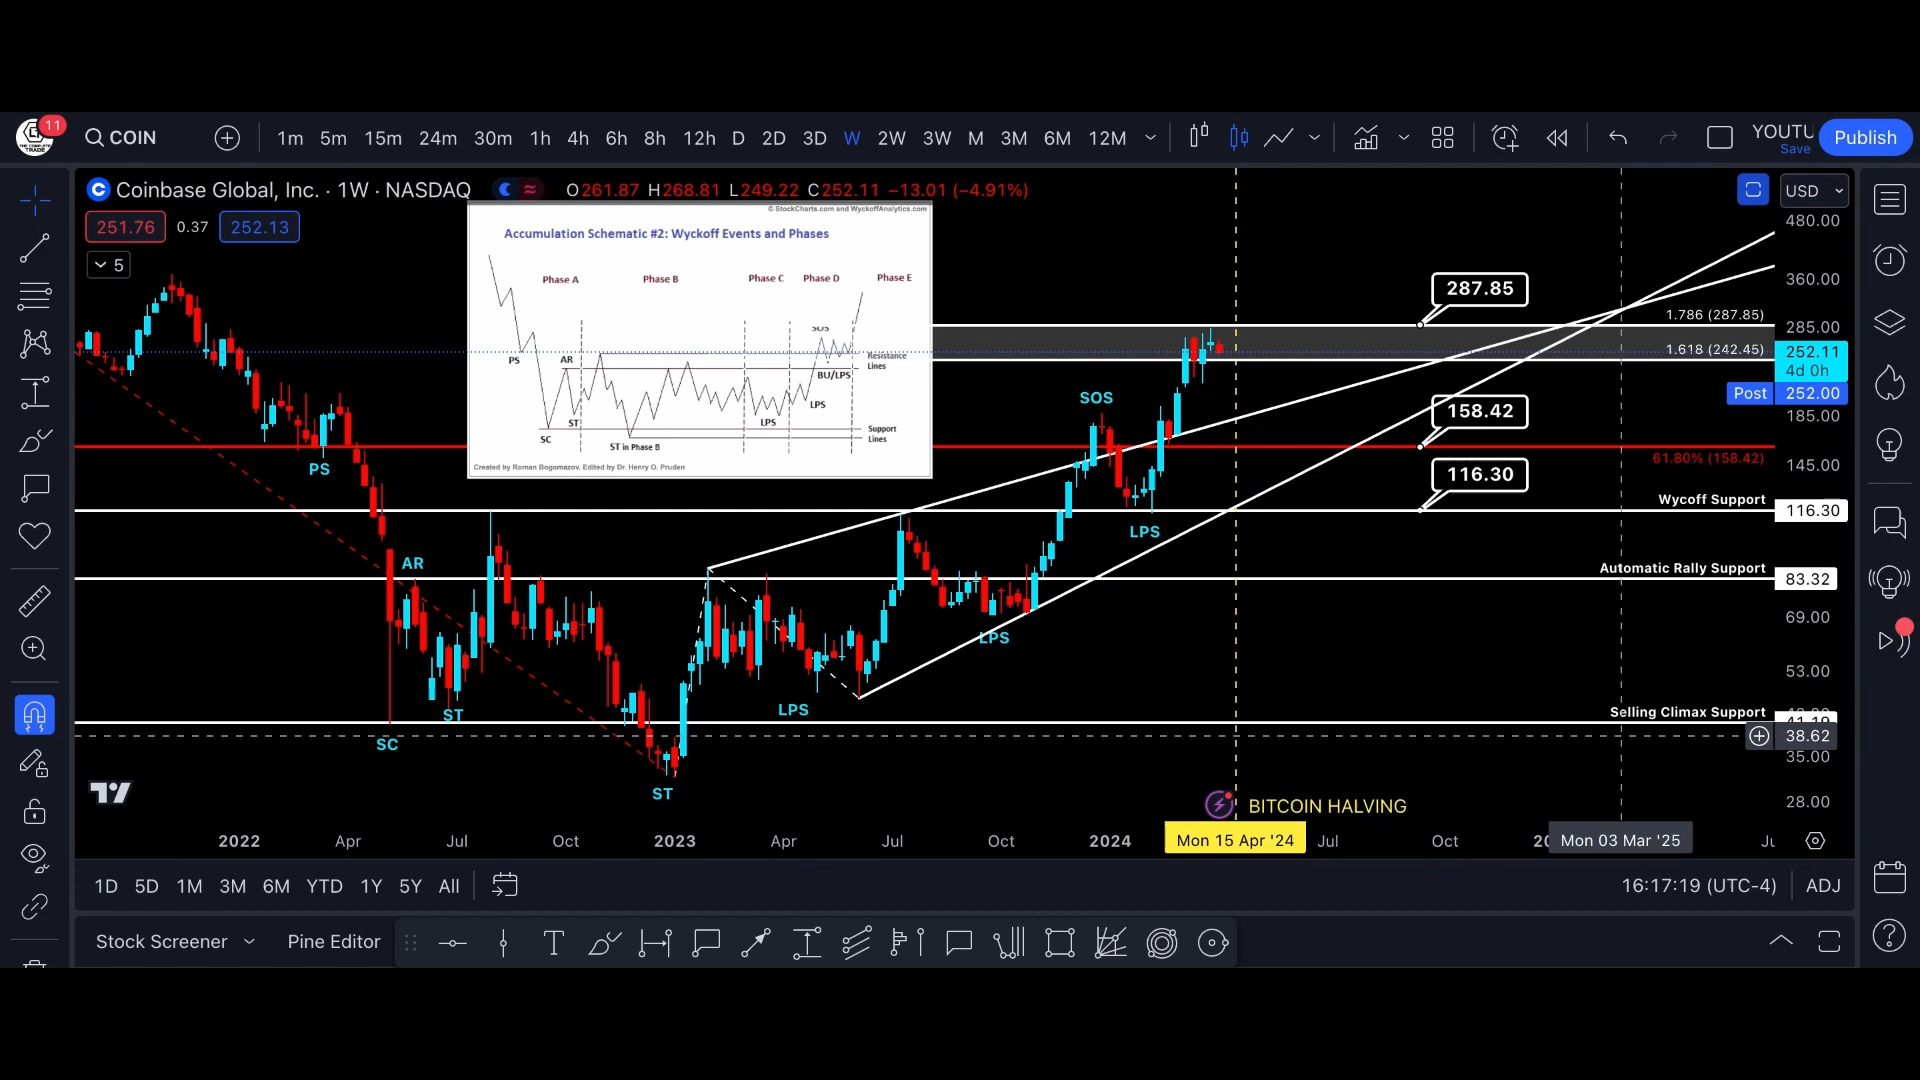 11
COIN
1m 5m 15m 24m 30m 1h 4h 6h 8h 12h D 2D 3D W 2W 3W M 3M 6M 12M
YOUTU
Save
Publish
Coinbase Global, Inc. · 1W · NASDAQ
O261.87 H268.81 L249.22 C252.11 −13.01 (−4.91%)
USD
251.76 0.37 252.13
5
© StockCharts.com and WyckoffAnalytics.com
Accumulation Schematic #2: Wyckoff Events and Phases
Phase A Phase B Phase C Phase D Phase E
PS
AR
SOS
Resistance
Lines
BU/LPS
LPS
LPS
ST
SC
ST in Phase B
Support
Lines
Created by Roman Bogomazov. Edited by Dr. Henry O. Pruden
480.00
360.00
287.85
1.786 (287.85)
285.00
1.618 (242.45)
252.11
4d 0h
Post 252.00
SOS
158.42
185.00
PS
61.80% (158.42)
145.00
116.30
Wycoff Support
116.30
LPS
AR
Automatic Rally Support
83.32
69.00
LPS
53.00
LPS
ST
Selling Climax Support
SC
38.62
35.00
ST
28.00
BITCOIN HALVING
2022 Apr Jul Oct 2023 Apr Jul Oct 2024 Mon 15 Apr '24 Jul Oct Mon 03 Mar '25
1D 5D 1M 3M 6M YTD 1Y 5Y All
16:17:19 (UTC-4) ADJ
Stock Screener Pine Editor